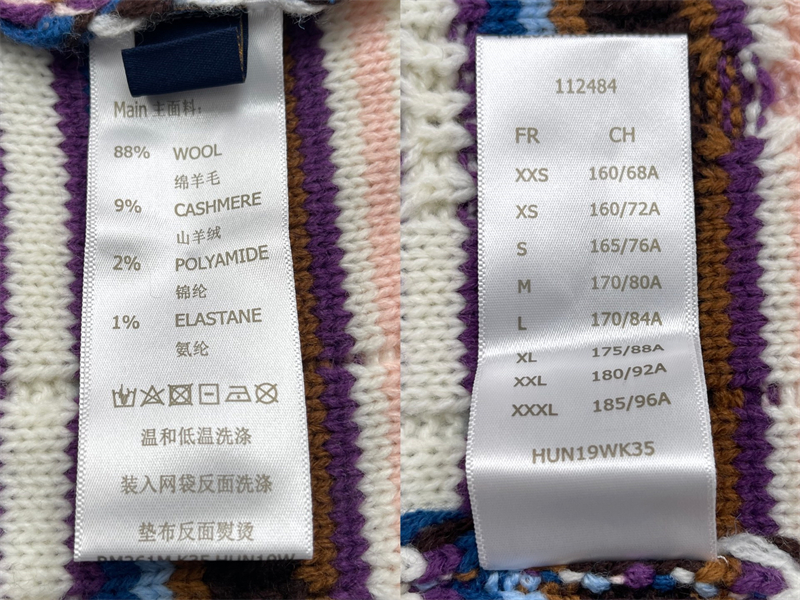 Main 主面料:
88% WOOL
绵羊毛
9% CASHMERE
山羊绒
2% POLYAMIDE
锦纶
1% ELASTANE
氨纶
温和低温洗涤
装入网袋反面洗涤
垫布反面熨烫
112484
FR CH
XXS 160/68A
XS 160/72A
S 165/76A
M 170/80A
L 170/84A
XL 175/88A
XXL 180/92A
XXXL 185/96A
HUN19WK35